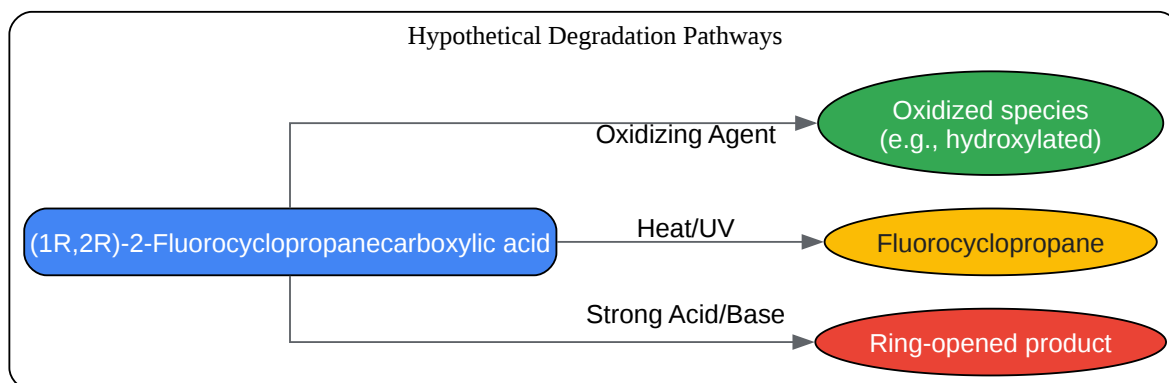 Hypothetical Degradation Pathways
Oxidized species
(e.g., hydroxylated)
Oxidizing Agent
(1R,2R)-2-Fluorocyclopropanecarboxylic acid
Heat/UV
Fluorocyclopropane
Strong Acid/Base
Ring-opened product